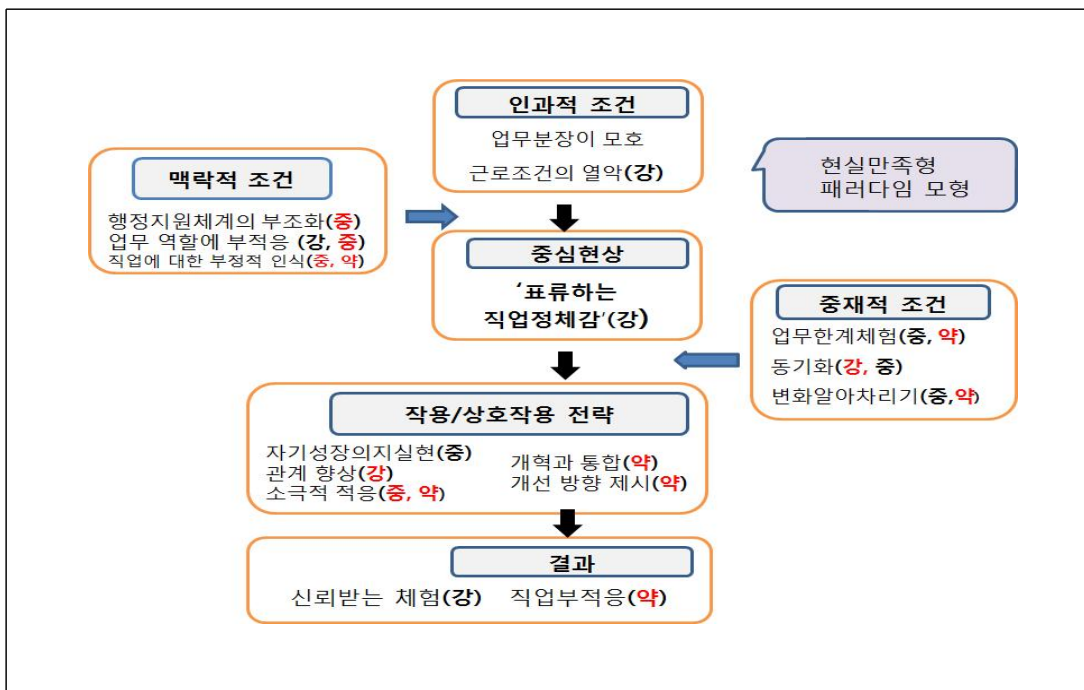 인과적 조건
업무분장이 모호
근로조건의 열악(강)
현실만족형
패러다임 모형
맥락적 조건
행정지원체계의 부조화(중)
업무 역할에 부적응 (강, 중)
직업에 대한 부정적 인식(중, 약)
중심현상
‘표류하는
직업정체감’(강)
중재적 조건
업무한계체험(중, 약)
동기화(강, 중)
변화알아차리기(중,약)
작용/상호작용 전략
자기성장의지실현(중)
관계 향상(강)
소극적 적응(중, 약)
개혁과 통합(약)
개선 방향 제시(약)
결과
신뢰받는 체험(강) 직업부적응(약)